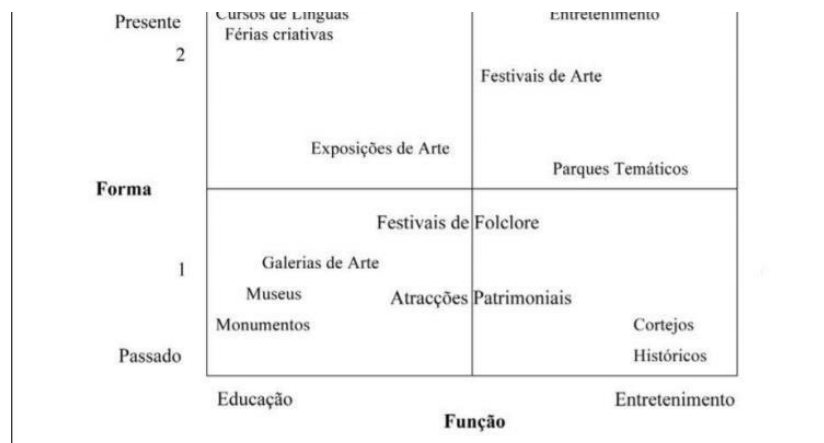 Presente
Cursos de Línguas
Entretenimento
Férias criativas
2
Festivais de Arte
Exposições de Arte
Parques Temáticos
Forma
Festivais de Folclore
1
Galerias de Arte
Museus
Atracções Patrimoniais
Monumentos
Cortejos
Passado
Históricos
Educação
Entretenimento
Função